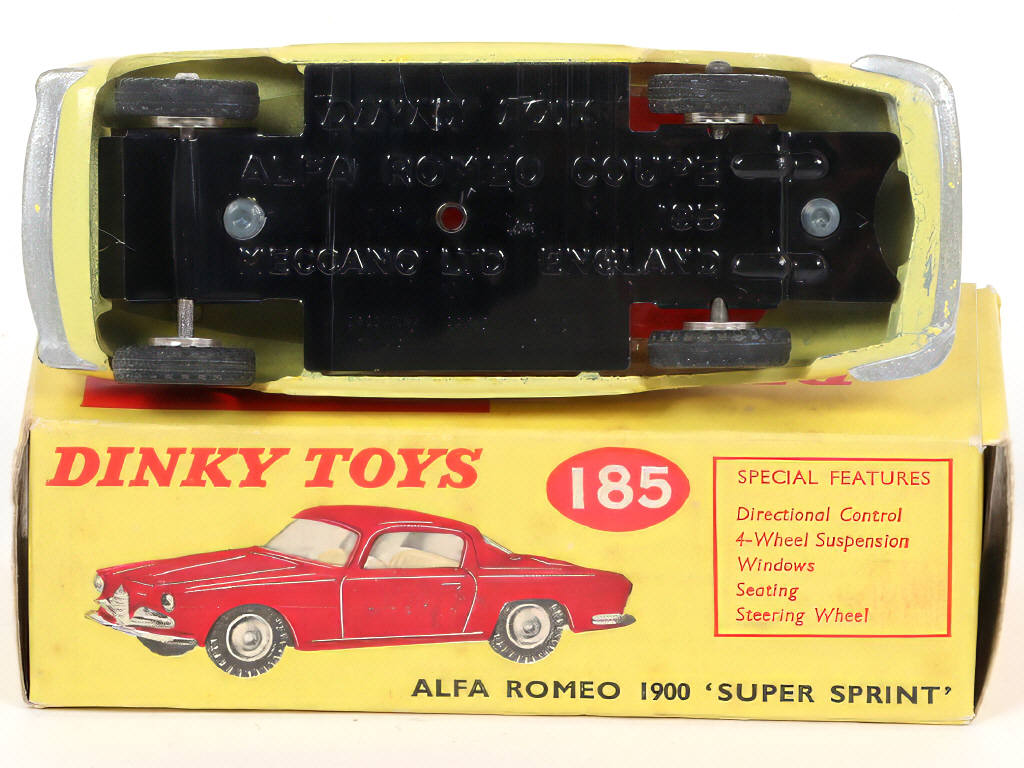 DINKY TOYS
ALFA ROMEO COUPE
185
MECCANO LTD ENGLAND
DINKY TOYS
185
SPECIAL FEATURES
Directional Control
4-Wheel Suspension
Windows
Seating
Steering Wheel
ALFA ROMEO 1900 ‘SUPER SPRINT’